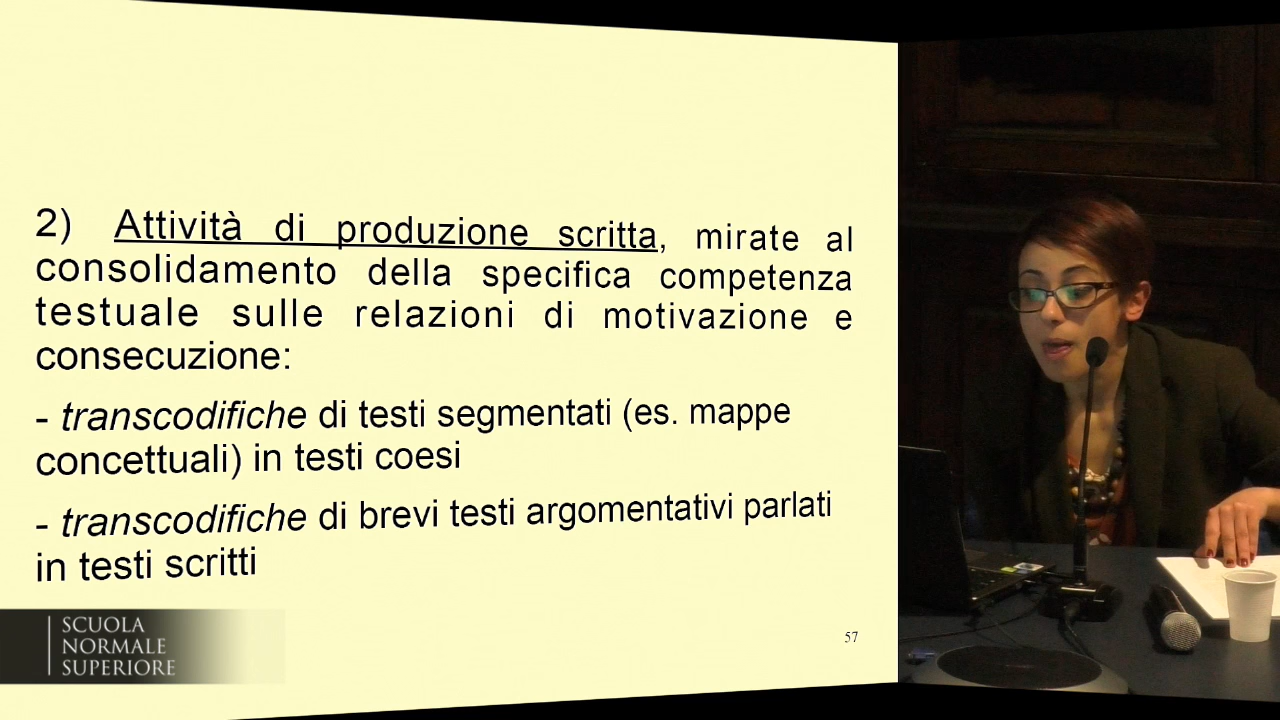 2) Attività di produzione scritta, mirate al
consolidamento della specifica competenza
testuale sulle relazioni di motivazione e
consecuzione:
- transcodifiche di testi segmentati (es. mappe
concettuali) in testi coesi
- transcodifiche di brevi testi argomentativi parlati
in testi scritti
57
SCUOLA
NORMALE
SUPERIORE